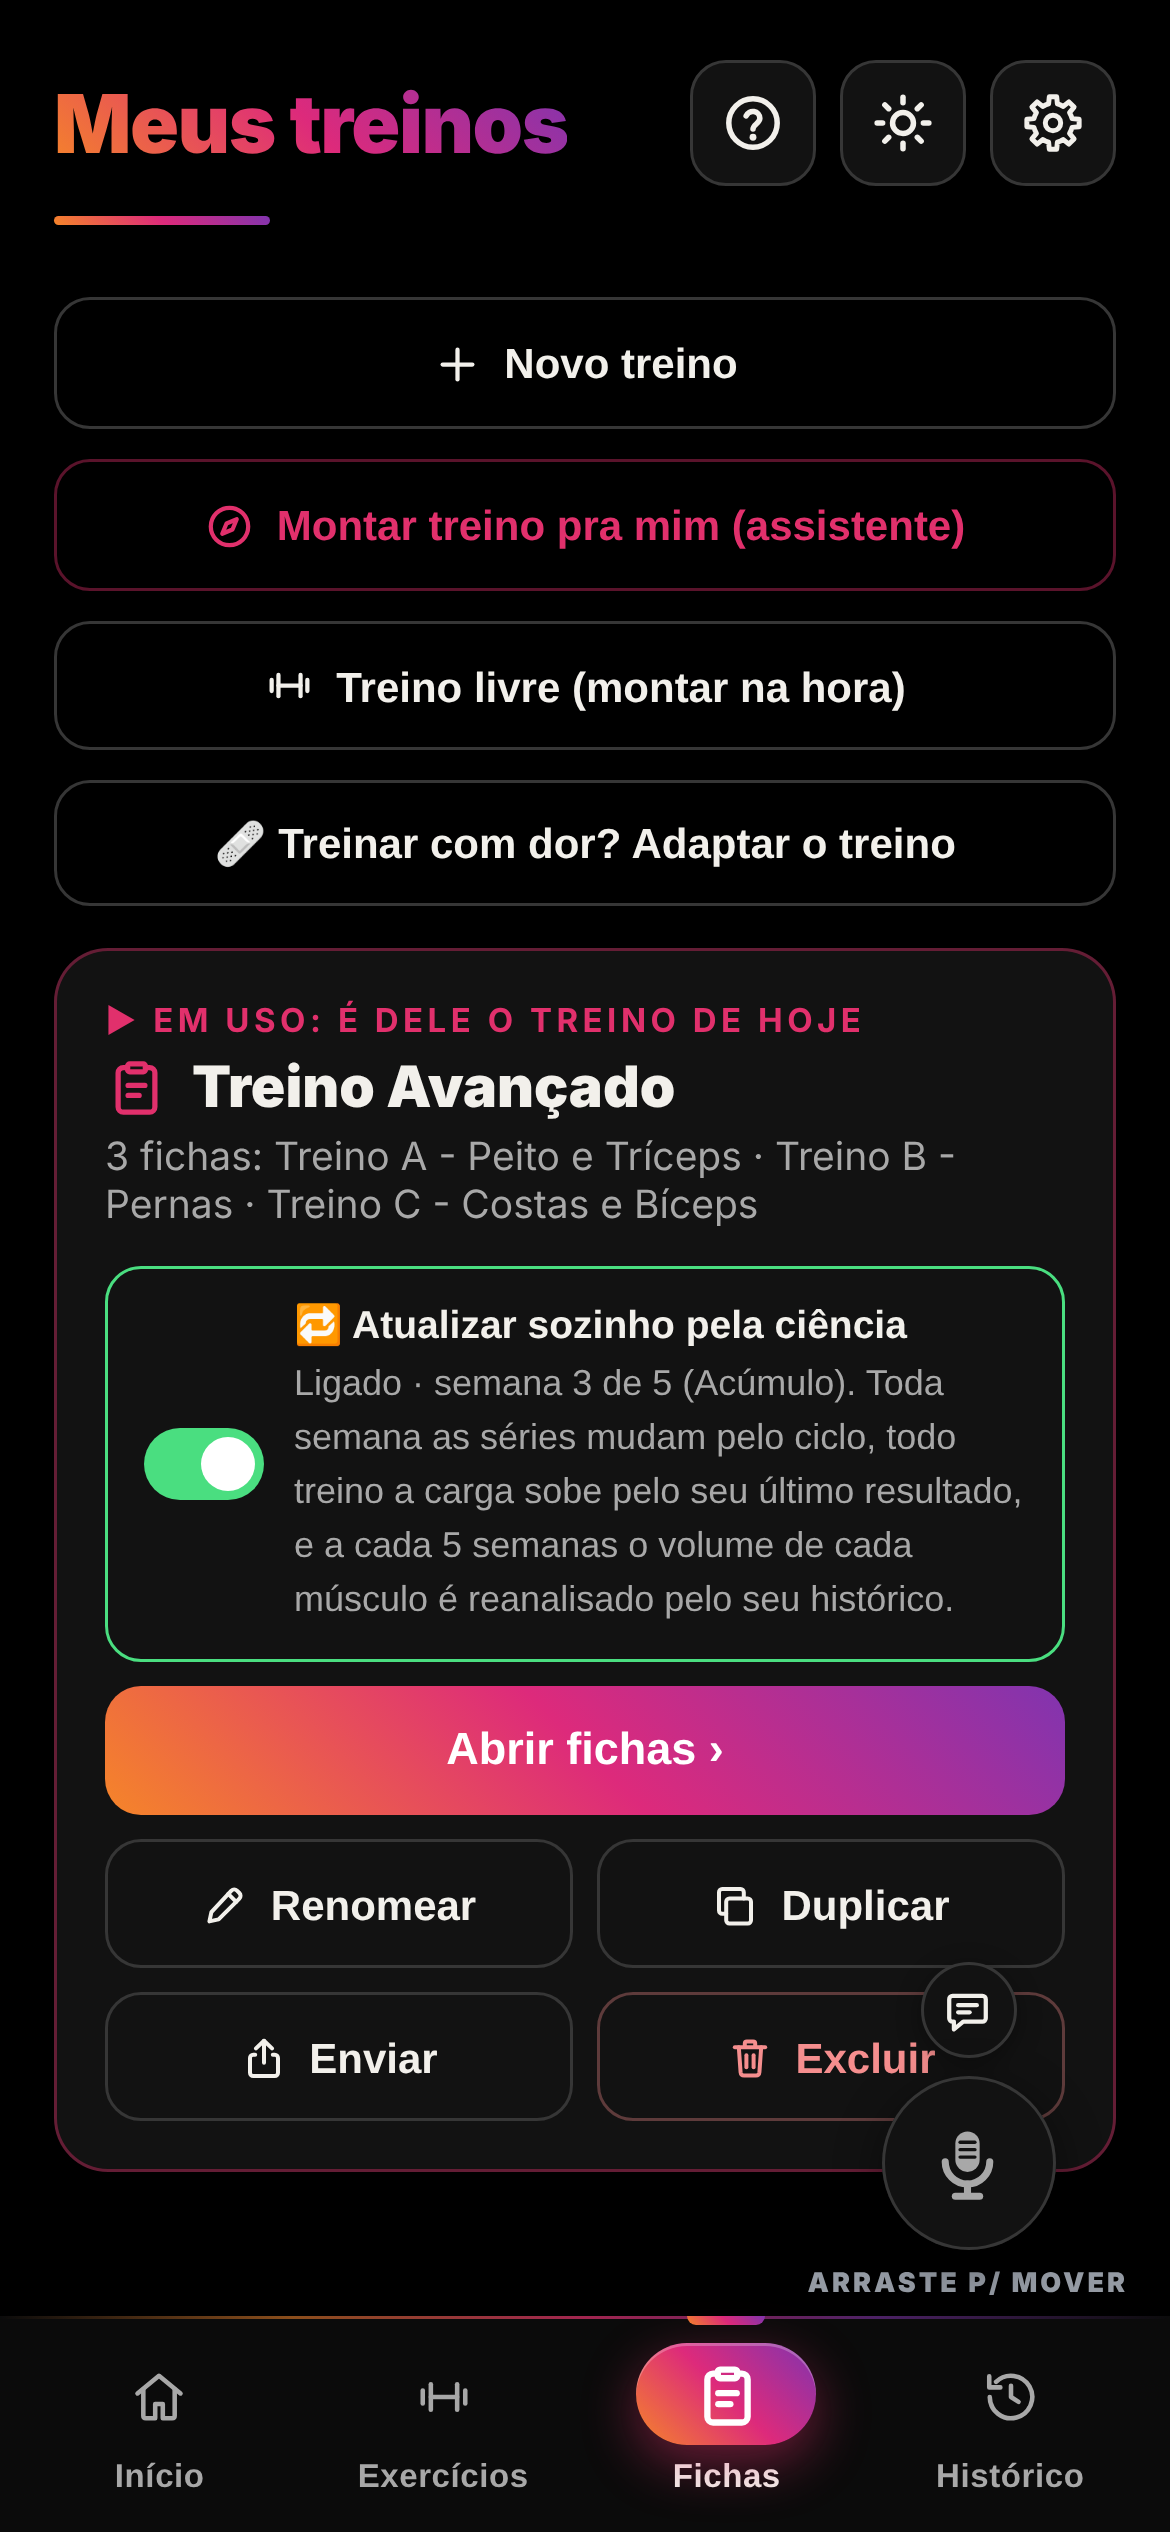 Meus treinos
Novo treino
Montar treino pra mim (assistente)
Treino livre (montar na hora)
Treinar com dor? Adaptar o treino
EM USO: É DELE O TREINO DE HOJE
Treino Avançado
3 fichas: Treino A - Peito e Tríceps · Treino B -
Pernas · Treino C - Costas e Bíceps
Atualizar sozinho pela ciência
Ligado · semana 3 de 5 (Acúmulo). Toda
semana as séries mudam pelo ciclo, todo
treino a carga sobe pelo seu último resultado,
e a cada 5 semanas o volume de cada
músculo é reanalisado pelo seu histórico.
Abrir fichas ›
Renomear
Duplicar
Enviar
Excluir
ARRASTE P/ MOVER
Início
Exercícios
Fichas
Histórico